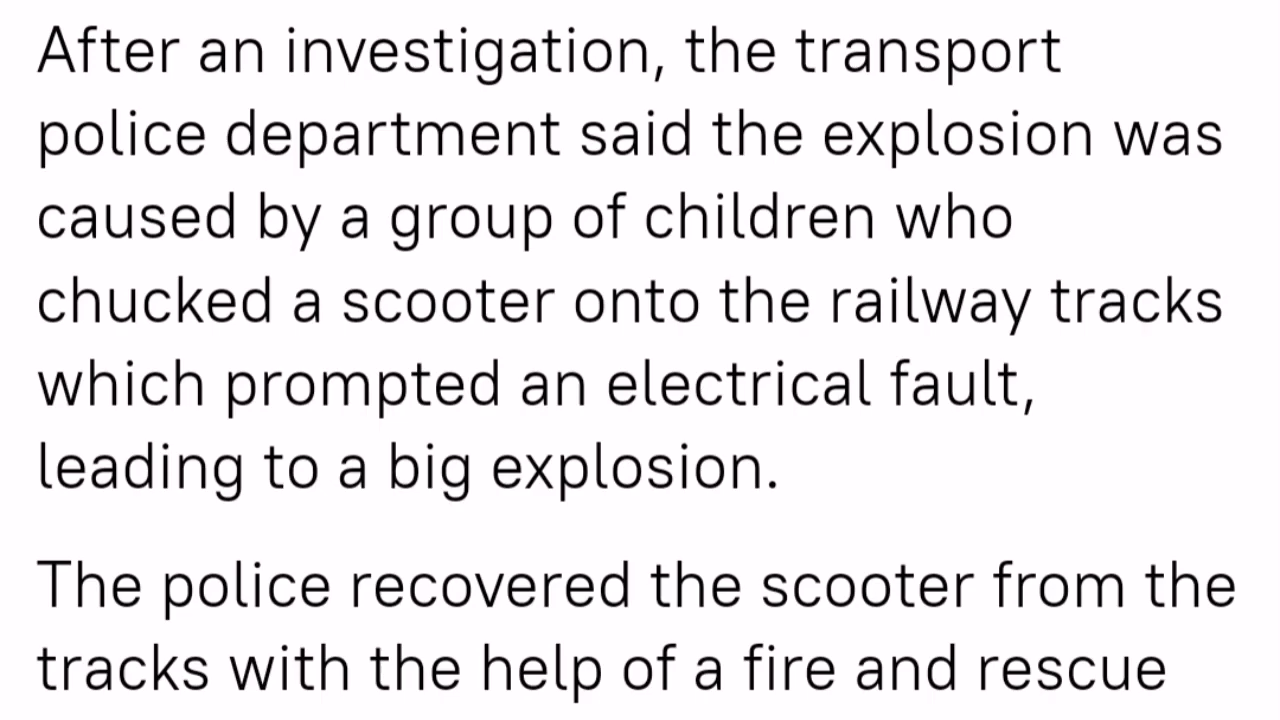 After an investigation, the transport
police department said the explosion was
caused by a group of children who
chucked a scooter onto the railway tracks
which prompted an electrical fault,
leading to a big explosion.
The police recovered the scooter from the
tracks with the help of a fire and rescue